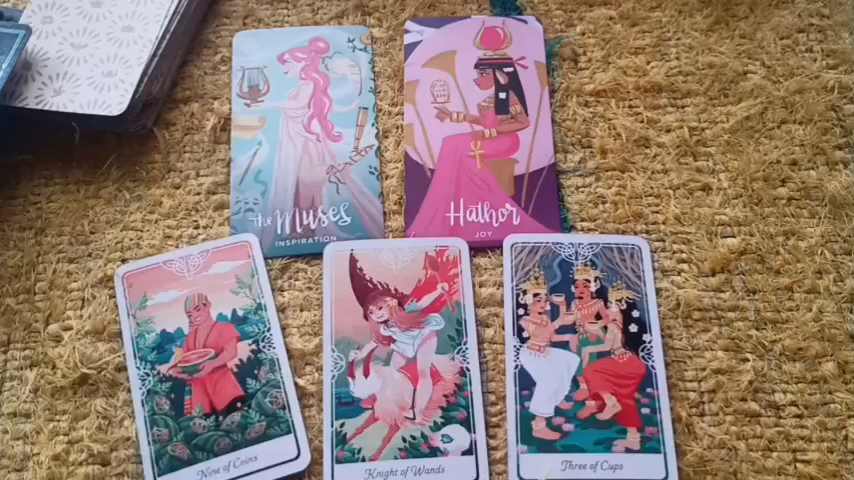 the Muses
INSPIRATION
Hathor
JOY
Nine of Coins
Knight of Wands
Three of Cups